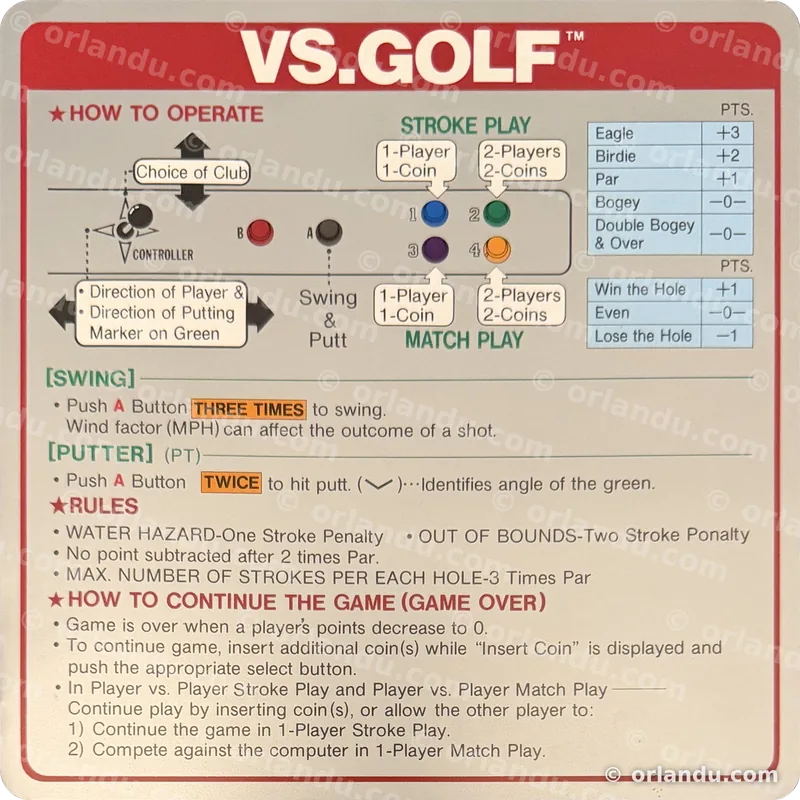 VS.GOLF™
★HOW TO OPERATE
Choice of Club
CONTROLLER
• Direction of Player &
• Direction of Putting
Marker on Green
B
A
Swing
&
Putt
STROKE PLAY
1-Player
1-Coin
2-Players
2-Coins
1
2
3
4
1-Player
1-Coin
2-Players
2-Coins
MATCH PLAY
PTS.
Eagle +3
Birdie +2
Par +1
Bogey —0—
Double Bogey
& Over —0—
PTS.
Win the Hole +1
Even —0—
Lose the Hole —1
[SWING]
• Push A Button THREE TIMES to swing.
Wind factor (MPH) can affect the outcome of a shot.
[PUTTER] (PT)
• Push A Button TWICE to hit putt. ( )···Identifies angle of the green.
★RULES
• WATER HAZARD-One Stroke Penalty • OUT OF BOUNDS-Two Stroke Ponalty
• No point subtracted after 2 times Par.
• MAX. NUMBER OF STROKES PER EACH HOLE-3 Times Par
★HOW TO CONTINUE THE GAME (GAME OVER)
• Game is over when a player's points decrease to 0.
• To continue game, insert additional coin(s) while “Insert Coin” is displayed and
push the appropriate select button.
• In Player vs. Player Stroke Play and Player vs. Player Match Play
Continue play by inserting coin(s), or allow the other player to:
1) Continue the game in 1-Player Stroke Play.
2) Compete against the computer in 1-Player Match Play.
© orlandu.com